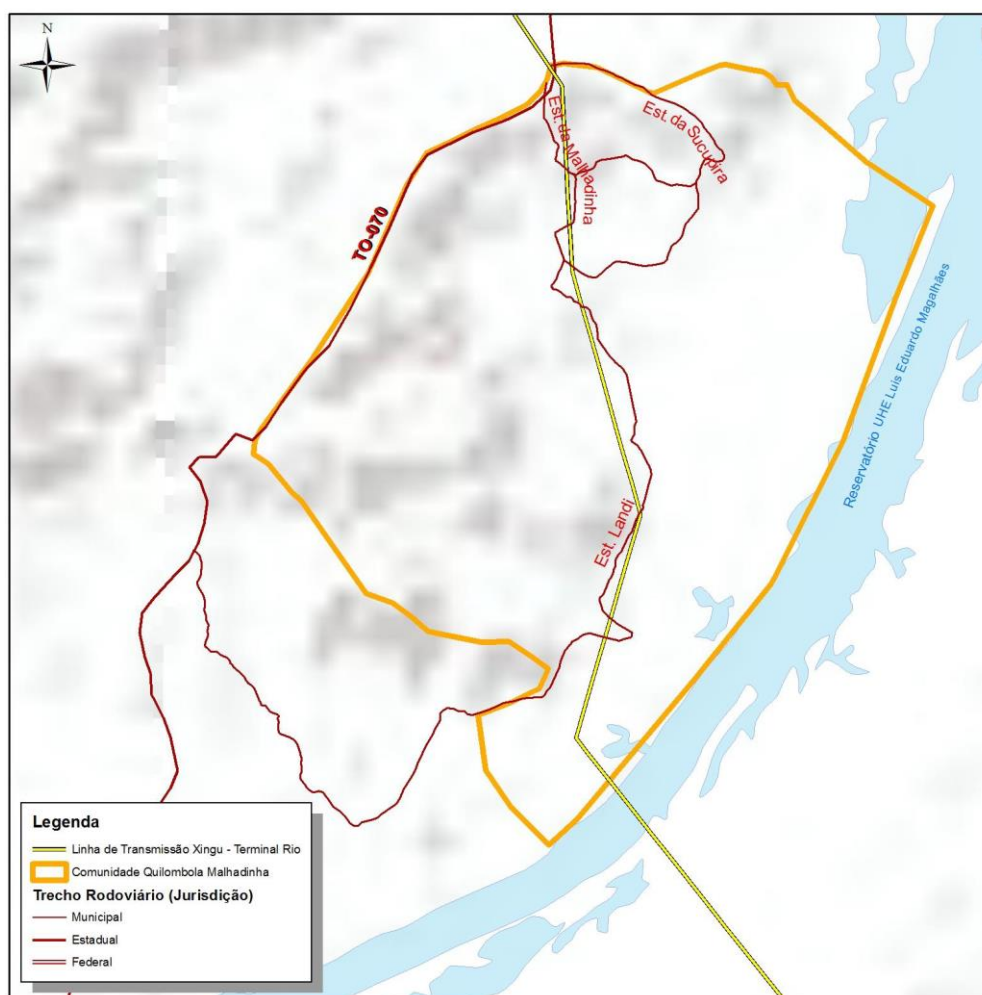 N
Est. da Sucupira
Est. da Malhadinha
TO-070
Reservatório UHE Luis Eduardo Magalhães
Est. Landi
Legenda
Linha de Transmissão Xingu - Terminal Rio
Comunidade Quilombola Malhadinha
Trecho Rodoviário (Jurisdição)
Municipal
Estadual
Federal